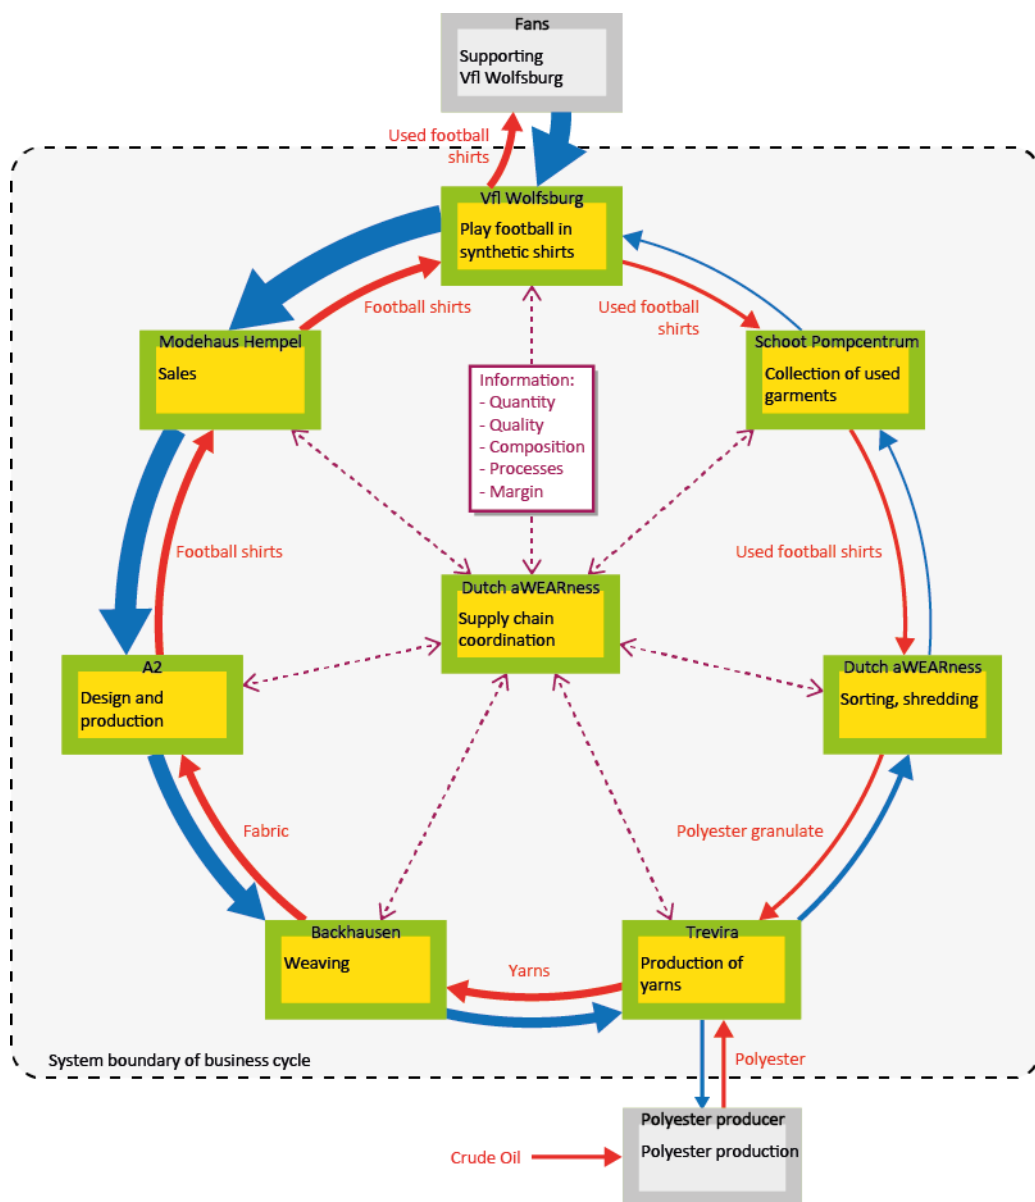 Fans
Supporting
Vfl Wolfsburg
Used football
shirts
Vfl Wolfsburg
Play football in
synthetic shirts
Football shirts
Used football
shirts
Modehaus Hempel
Sales
Information:
- Quantity
- Quality
- Composition
- Processes
- Margin
Schoot Pompcentrum
Collection of used
garments
Football shirts
Used football shirts
Dutch aWEARness
Supply chain
coordination
A2
Design and
production
Dutch aWEARness
Sorting, shredding
Fabric
Polyester granulate
Backhausen
Weaving
Yarns
Trevira
Production of
yarns
System boundary of business cycle
Polyester
Polyester producer
Polyester production
Crude Oil